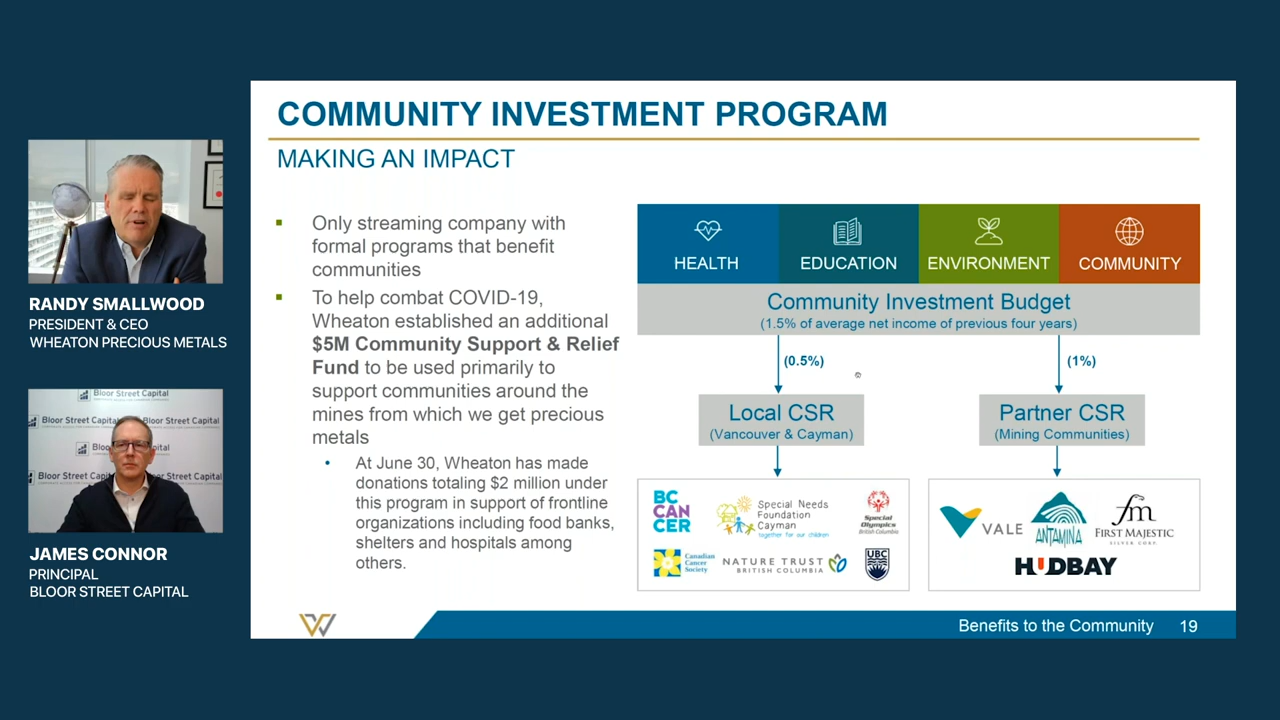 COMMUNITY INVESTMENT PROGRAM
MAKING AN IMPACT
RANDY SMALLWOOD
PRESIDENT & CEO
WHEATON PRECIOUS METALS
Bloor Street Capital
Bloor Street Capital
Bloor Street Capital
JAMES CONNOR
PRINCIPAL
BLOOR STREET CAPITAL
Only streaming company with
formal programs that benefit
communities
To help combat COVID-19,
Wheaton established an additional
$5M Community Support & Relief
Fund to be used primarily to
support communities around the
mines from which we get precious
metals
At June 30, Wheaton has made
donations totaling $2 million under
this program in support of frontline
organizations including food banks,
shelters and hospitals among
others.
HEALTH
EDUCATION
ENVIRONMENT
COMMUNITY
Community Investment Budget
(1.5% of average net income of previous four years)
(0.5%)
(1%)
Local CSR
(Vancouver & Cayman)
Partner CSR
(Mining Communities)
BC
CAN
CER
Special Needs
Foundation
Cayman
together for our children
Special
Olympics
British Columbia
Canadian
Cancer
Society
NATURE TRUST
BRITISH COLUMBIA
UBC
VALE
ANTAMINA
fm
FIRST MAJESTIC
SILVER CORP.
HUDBAY
Benefits to the Community 19